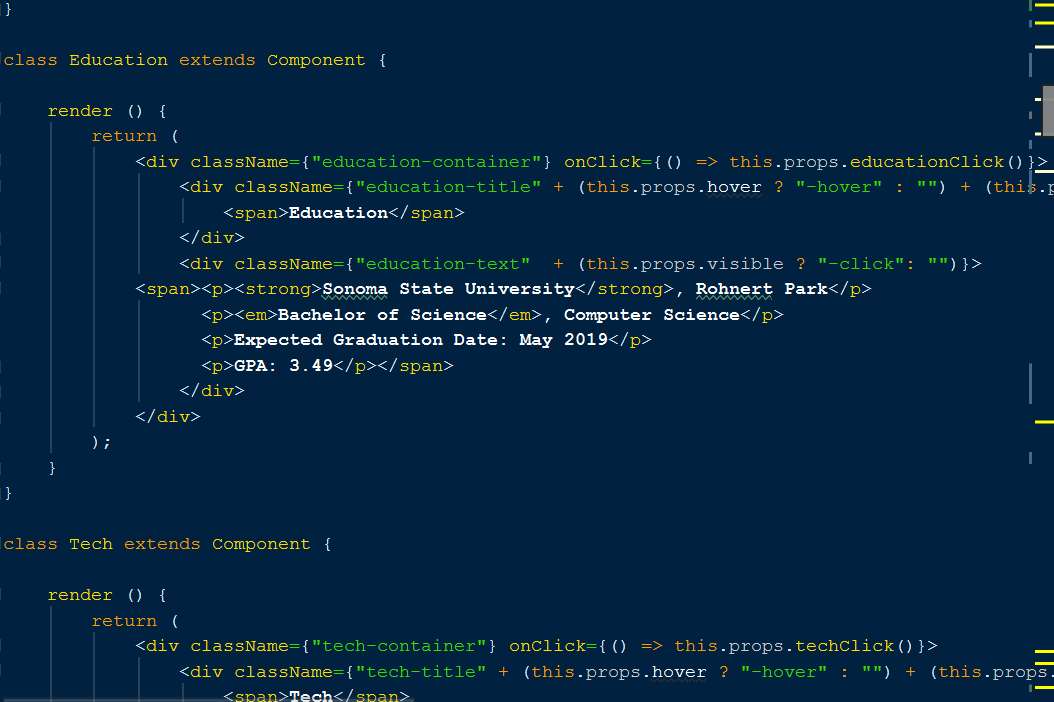 }
class Education extends Component {
render () {
return (
<div className={"education-container"} onClick={() => this.props.educationClick()}>
<div className={"education-title" + (this.props.hover ? "-hover" : "") + (this.p
<span>Education</span>
</div>
<div className={"education-text"  + (this.props.visible ? "-click": "")}>
<span><p><strong>Sonoma State University</strong>, Rohnert Park</p>
<p><em>Bachelor of Science</em>, Computer Science</p>
<p>Expected Graduation Date: May 2019</p>
<p>GPA: 3.49</p></span>
</div>
</div>
);
}
}
class Tech extends Component {
render () {
return (
<div className={"tech-container"} onClick={() => this.props.techClick()}>
<div className={"tech-title" + (this.props.hover ? "-hover" : "") + (this.props.
<span>Tech</span>